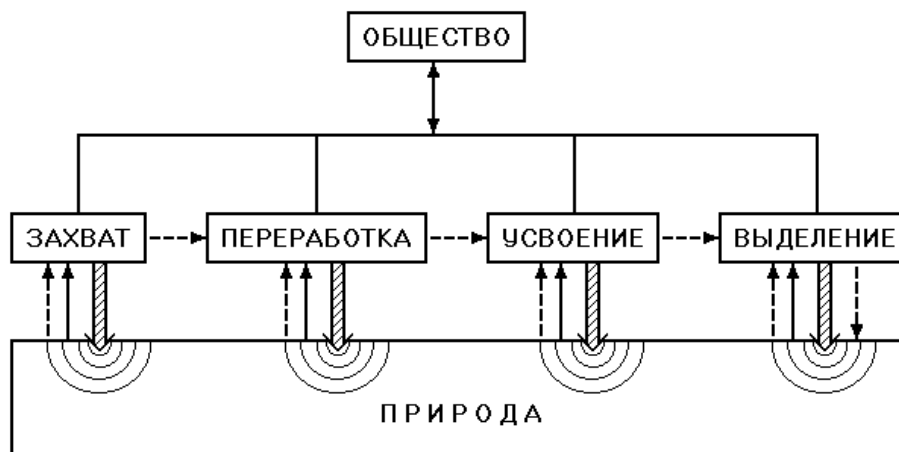 ОБЩЕСТВО
ЗАХВАТ
ПЕРЕРАБОТКА
УСВОЕНИЕ
ВЫДЕЛЕНИЕ
ПРИРОДА